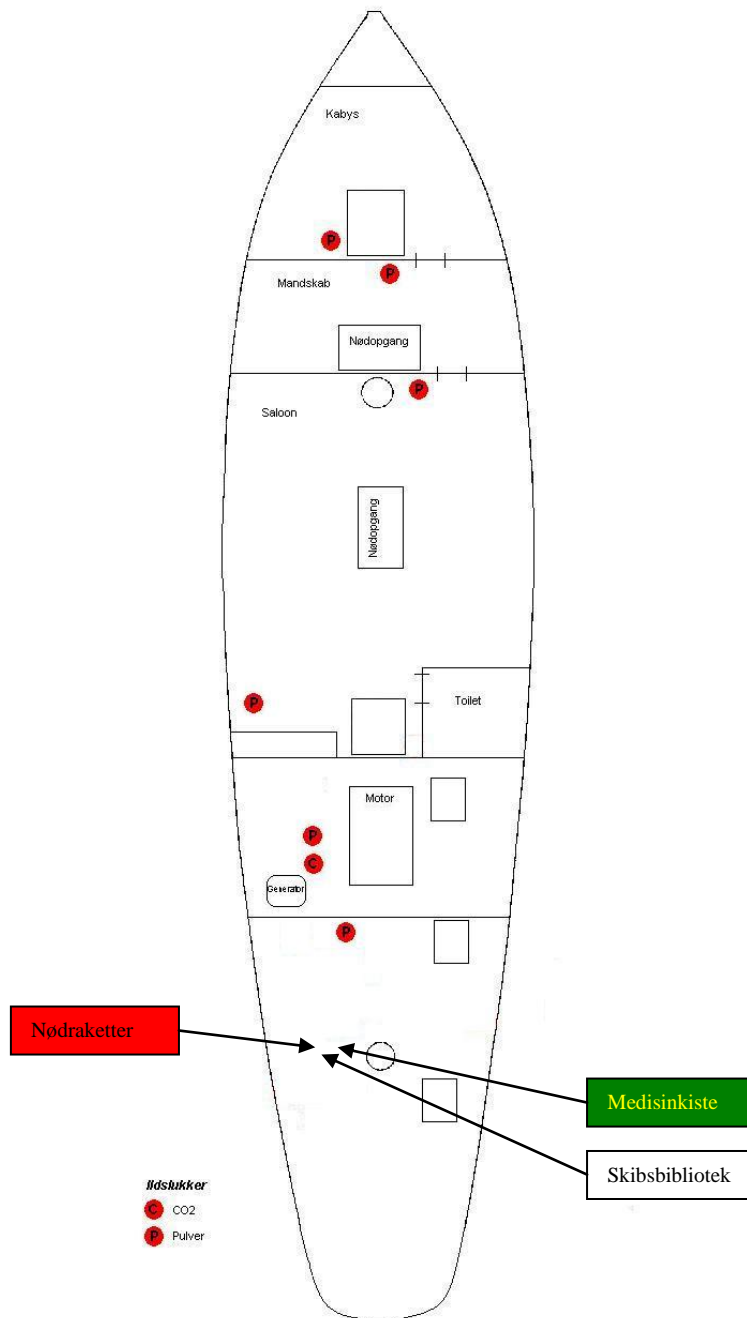 Kabys
P
P
Mandskab
Nødopgang
P
Saloon
Nødopgang
P
Toilet
Motor
P
C
Generator
P
Nødraketter
Medisinkiste
Skibsbibliotek
Ildslukker
C CO2
P Pulver